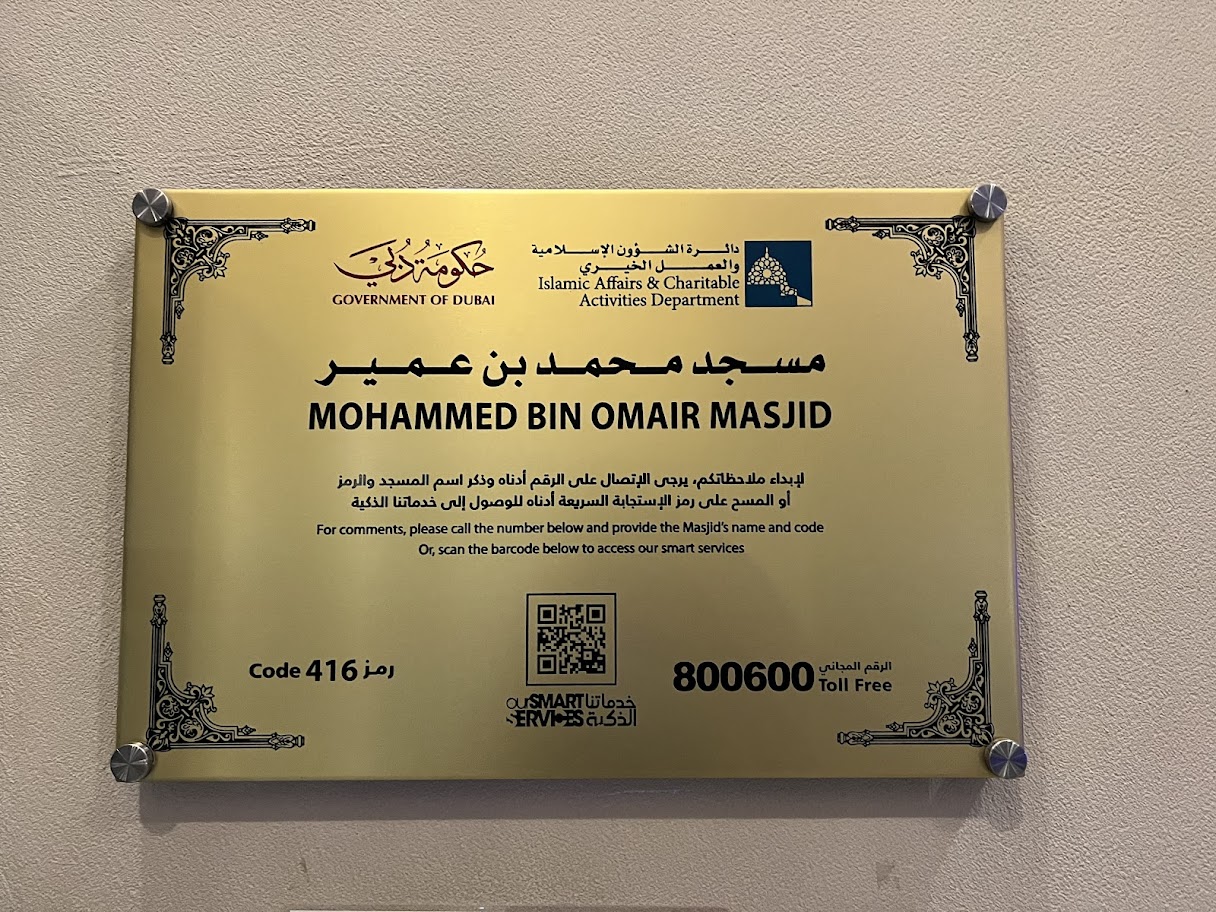 حكومة دبي
GOVERNMENT OF DUBAI
دائرة الشؤون الإسلامية
والعمل الخيري
Islamic Affairs & Charitable
Activities Department
مسجد محمد بن عمير
MOHAMMED BIN OMAIR MASJID
لإبداء ملاحظاتكم، يرجى الإتصال على الرقم أدناه وذكر اسم المسجد والرمز
أو المسح على رمز الإستجابة السريعة أدناه للوصول إلى خدماتنا الذكية
For comments, please call the number below and provide the Masjid's name and code
Or, scan the barcode below to access our smart services
Code 416 رمز
our SMART خدماتنا
SERVICES الذكية
800600 الرقم المجاني
Toll Free